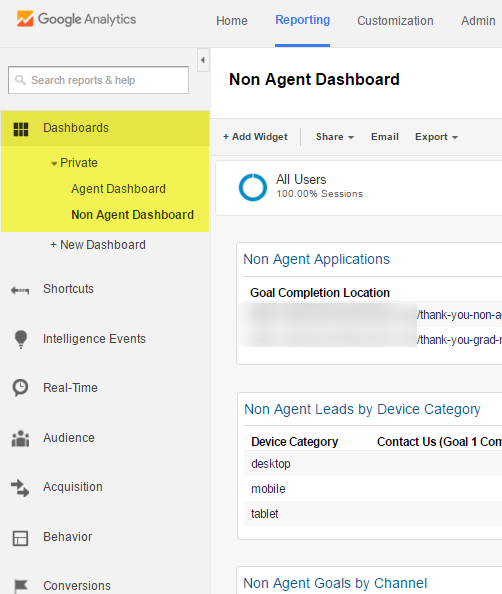 Google Analytics
Home Reporting Customization Admin
Search reports & help
Non Agent Dashboard
Dashboards
Private
Agent Dashboard
Non Agent Dashboard
+ New Dashboard
Shortcuts
Intelligence Events
Real-Time
Audience
Acquisition
Behavior
Conversions
+ Add Widget Share Email Export
All Users
100.00% Sessions
Non Agent Applications
Goal Completion Location
/thank-you-non-a
/thank-you-grad-
Non Agent Leads by Device Category
Device Category Contact Us (Goal 1 Com
desktop
mobile
tablet
Non Agent Goals by Channel